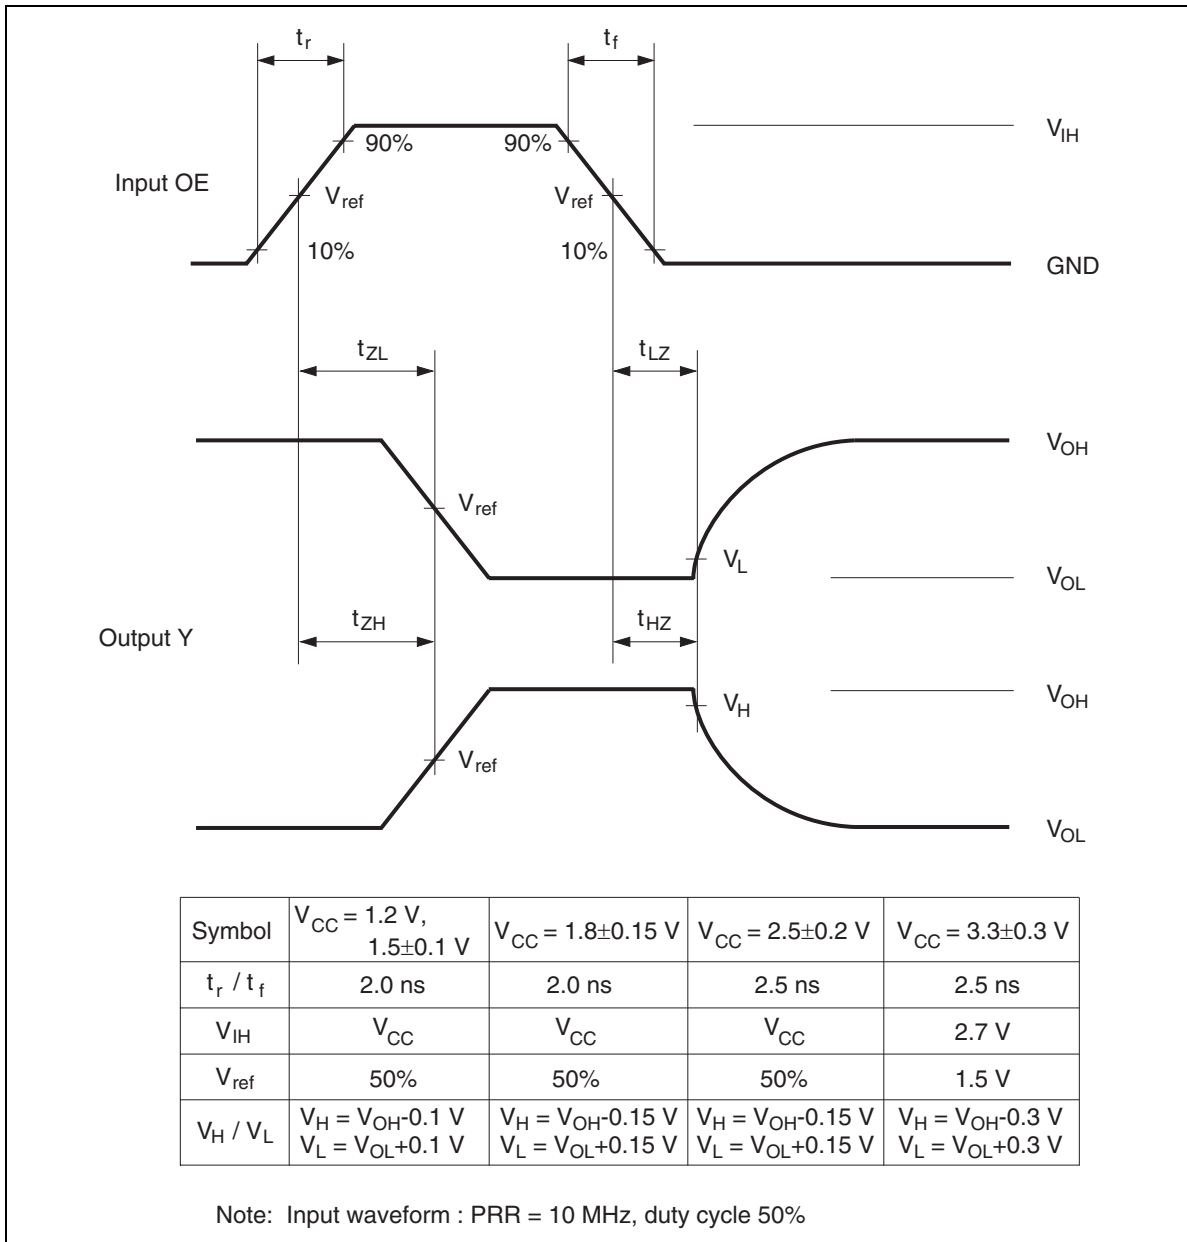 tr tf
VIH
90% 90%
Input OE
Vref Vref
10% 10%
GND
tZL tLZ
VOH
Vref
VL
VOL
tZH tHZ
Output Y
VOH
VH
Vref
VOL
Symbol VCC = 1.2 V, 1.5±0.1 V VCC = 1.8±0.15 V VCC = 2.5±0.2 V VCC = 3.3±0.3 V
tr / tf 2.0 ns 2.0 ns 2.5 ns 2.5 ns
VIH VCC VCC VCC 2.7 V
Vref 50% 50% 50% 1.5 V
VH / VL VH = VOH-0.1 V VH = VOH-0.15 V VH = VOH-0.15 V VH = VOH-0.3 V
VL = VOL+0.1 V VL = VOL+0.15 V VL = VOL+0.15 V VL = VOL+0.3 V
Note: Input waveform : PRR = 10 MHz, duty cycle 50%